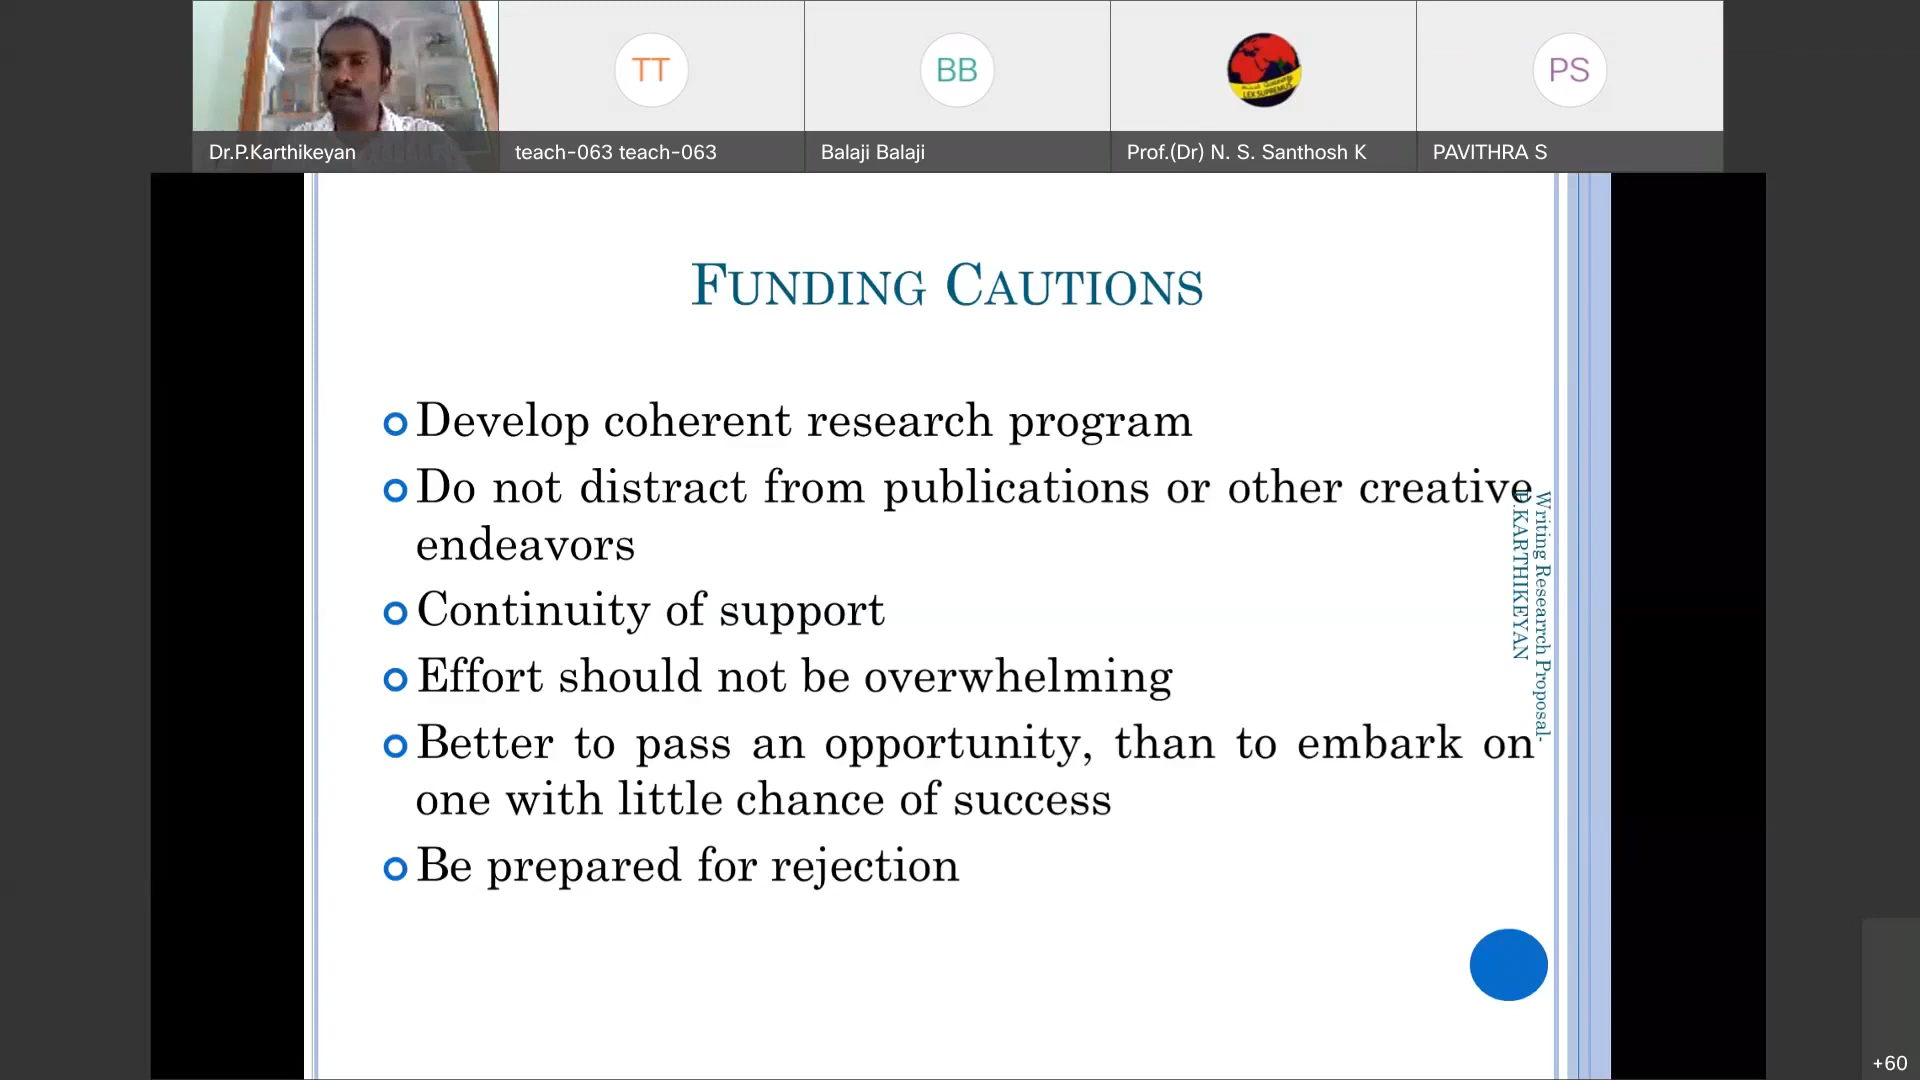 TT
BB
LEX SUPREMUS
PS
Dr.P.Karthikeyan
teach-063 teach-063
Balaji Balaji
Prof.(Dr) N. S. Santhosh K
PAVITHRA S
FUNDING CAUTIONS
Develop coherent research program
Do not distract from publications or other creative
endeavors
Continuity of support
Effort should not be overwhelming
Better to pass an opportunity, than to embark on
one with little chance of success
Be prepared for rejection
Writing Researrch Proposal-
P.KARTHIKEYAN
+60